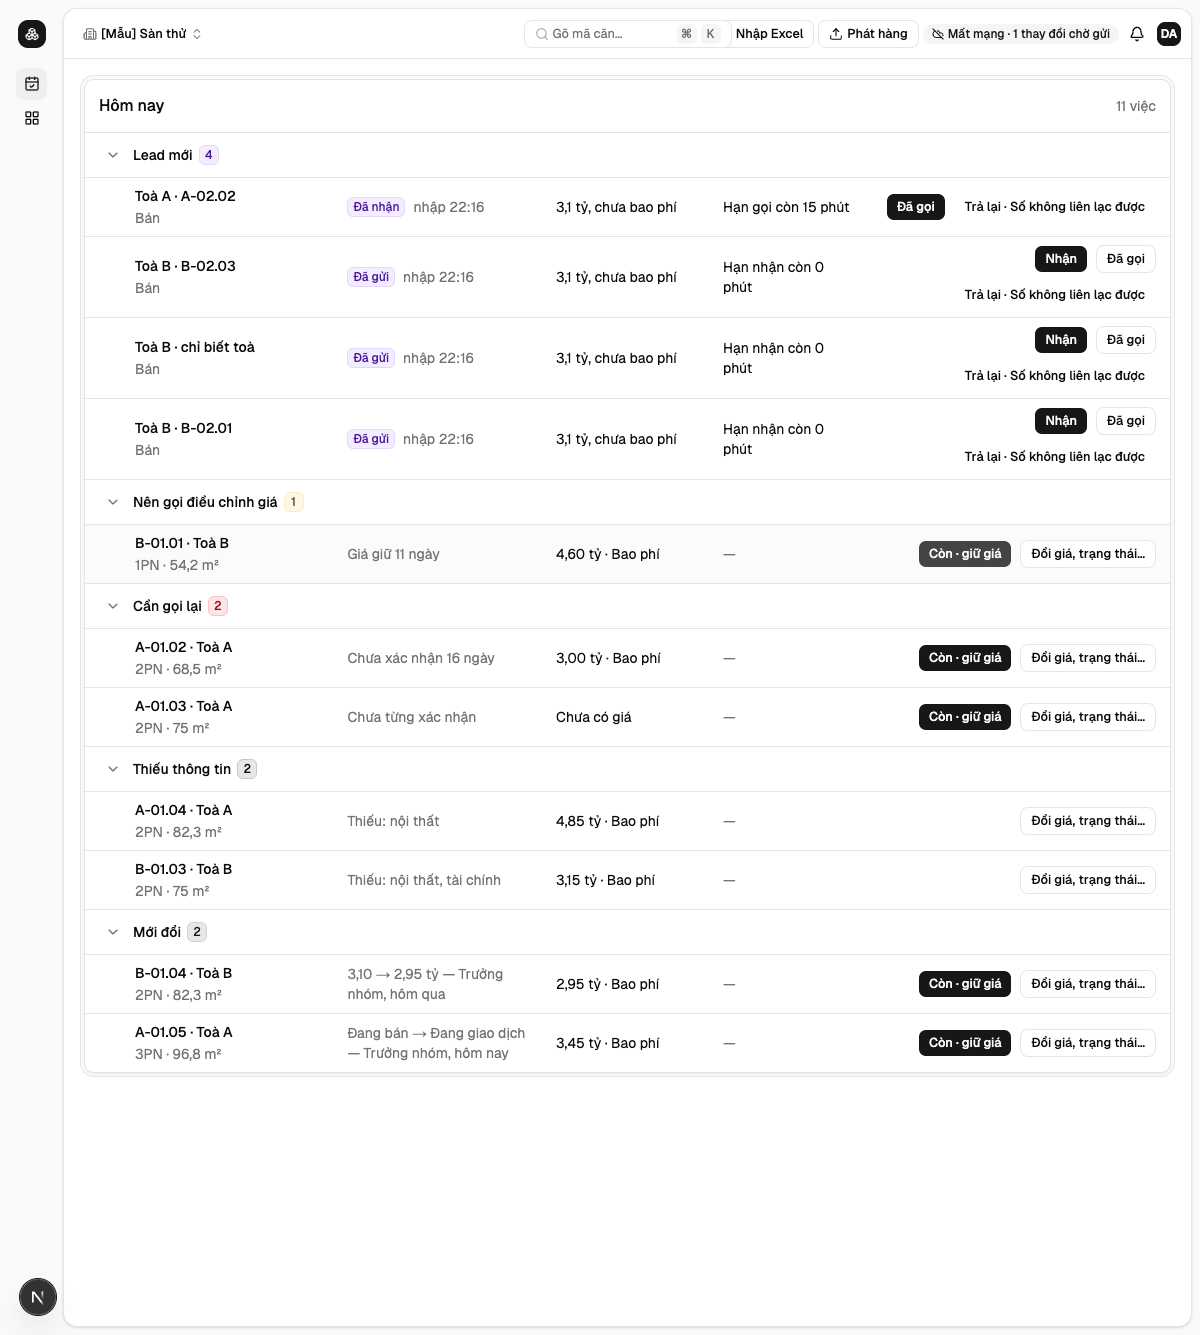 [Mẫu] Sàn thử
Gõ mã căn...
⌘ K
Nhập Excel
Phát hàng
Mất mạng · 1 thay đổi chờ gửi
DA
Hôm nay
11 việc
Lead mới 4
Toà A · A-02.02
Bán
Đã nhận nhập 22:16
3,1 tỷ, chưa bao phí
Hạn gọi còn 15 phút
Đã gọi
Trả lại · Số không liên lạc được
Toà B · B-02.03
Bán
Đã gửi nhập 22:16
3,1 tỷ, chưa bao phí
Hạn nhận còn 0
phút
Nhận
Đã gọi
Trả lại · Số không liên lạc được
Toà B · chỉ biết toà
Bán
Đã gửi nhập 22:16
3,1 tỷ, chưa bao phí
Hạn nhận còn 0
phút
Nhận
Đã gọi
Trả lại · Số không liên lạc được
Toà B · B-02.01
Bán
Đã gửi nhập 22:16
3,1 tỷ, chưa bao phí
Hạn nhận còn 0
phút
Nhận
Đã gọi
Trả lại · Số không liên lạc được
Nên gọi điều chỉnh giá 1
B-01.01 · Toà B
1PN · 54,2 m²
Giá giữ 11 ngày
4,60 tỷ · Bao phí
—
Còn · giữ giá
Đổi giá, trạng thái...
Cần gọi lại 2
A-01.02 · Toà A
2PN · 68,5 m²
Chưa xác nhận 16 ngày
3,00 tỷ · Bao phí
—
Còn · giữ giá
Đổi giá, trạng thái...
A-01.03 · Toà A
2PN · 75 m²
Chưa từng xác nhận
Chưa có giá
—
Còn · giữ giá
Đổi giá, trạng thái...
Thiếu thông tin 2
A-01.04 · Toà A
2PN · 82,3 m²
Thiếu: nội thất
4,85 tỷ · Bao phí
—
Đổi giá, trạng thái...
B-01.03 · Toà B
2PN · 75 m²
Thiếu: nội thất, tài chính
3,15 tỷ · Bao phí
—
Đổi giá, trạng thái...
Mới đổi 2
B-01.04 · Toà B
2PN · 82,3 m²
3,10 → 2,95 tỷ — Trưởng
nhóm, hôm qua
2,95 tỷ · Bao phí
—
Còn · giữ giá
Đổi giá, trạng thái...
A-01.05 · Toà A
3PN · 96,8 m²
Đang bán → Đang giao dịch
— Trưởng nhóm, hôm nay
3,45 tỷ · Bao phí
—
Còn · giữ giá
Đổi giá, trạng thái...
N